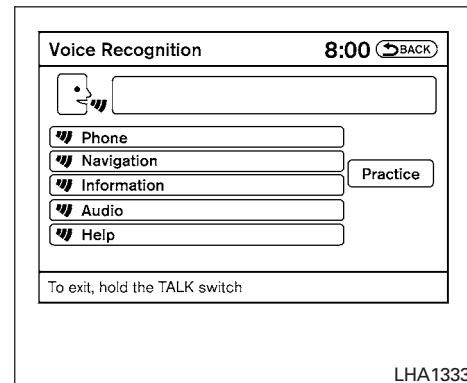 Voice Recognition 8:00 BACK
Phone
Navigation
Information
Practice
Audio
Help
To exit, hold the TALK switch
LHA1333